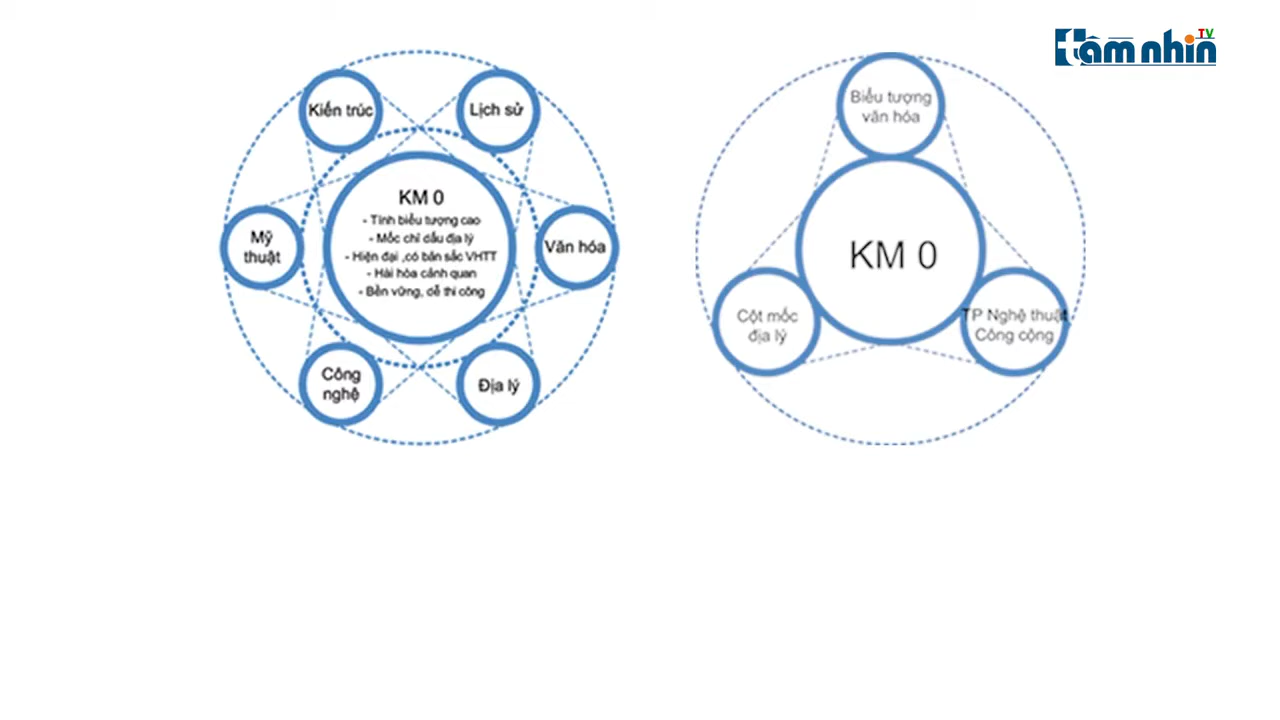 tầm nhìn
TV
Kiến trúc
Lịch sử
Mỹ
thuật
KM 0
- Tính biểu tượng cao
- Mốc chỉ dấu địa lý
- Hiện đại ,có bản sắc VHTT
- Hài hòa cảnh quan
- Bền vững, dễ thi công
Văn hóa
Công
nghệ
Địa lý
Biểu tượng
văn hóa
KM 0
Cột mốc
địa lý
TP Nghệ thuật
Công cộng